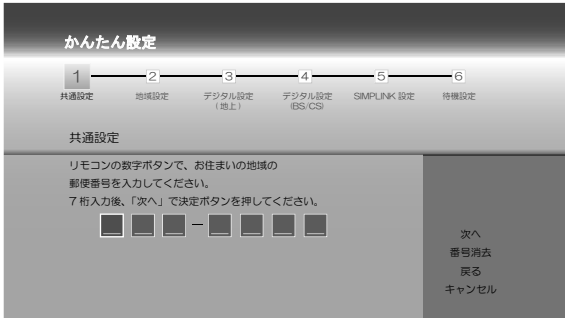 かんたん設定
1 2 3 4 5 6
共通設定 地域設定 デジタル設定 デジタル設定 SIMPLINK 設定 待機設定
（地上） (BS/CS)
共通設定
リモコンの数字ボタンで、お住まいの地域の
郵便番号を入力してください。
7 桁入力後、「次へ」で決定ボタンを押してください。
_ _ _ － _ _ _ _
次へ
番号消去
戻る
キャンセル